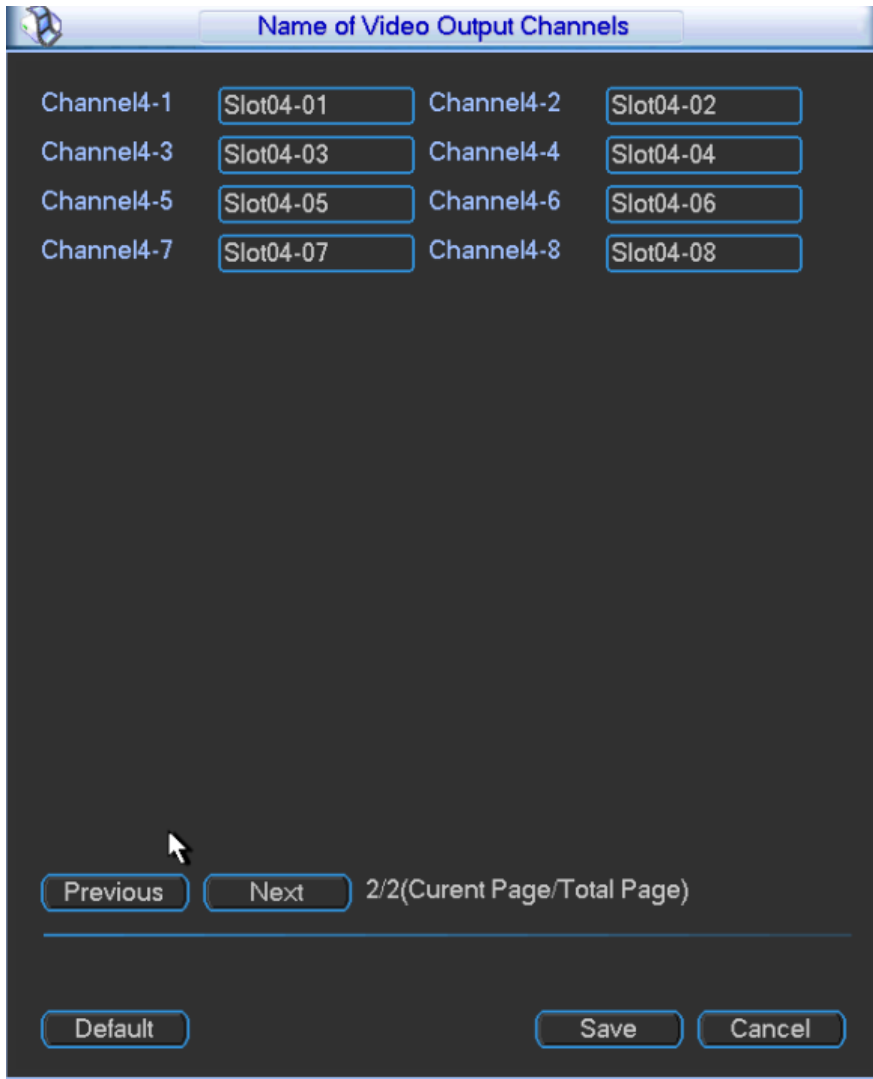 Name of Video Output Channels
Channel4-1 Slot04-01 Channel4-2 Slot04-02
Channel4-3 Slot04-03 Channel4-4 Slot04-04
Channel4-5 Slot04-05 Channel4-6 Slot04-06
Channel4-7 Slot04-07 Channel4-8 Slot04-08
Previous Next 2/2(Curent Page/Total Page)
Default Save Cancel